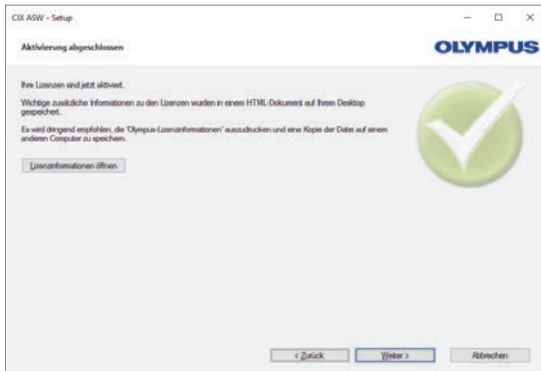 CIX ASW - Setup
Aktivierung abgeschlossen
OLYMPUS
Ihre Lizenzen sind jetzt aktiviert.
Wichtige zusätzliche Informationen zu den Lizenzen wurden in einem HTML-Dokument auf Ihrem Desktop
gespeichert.
Es wird dringend empfohlen, die 'Olympus-Lizenzinformationen' auszudrucken und eine Kopie der Datei auf einem
anderen Computer zu speichern.
Lizenzinformationen öffnen
< Zurück
Weiter >
Abbrechen